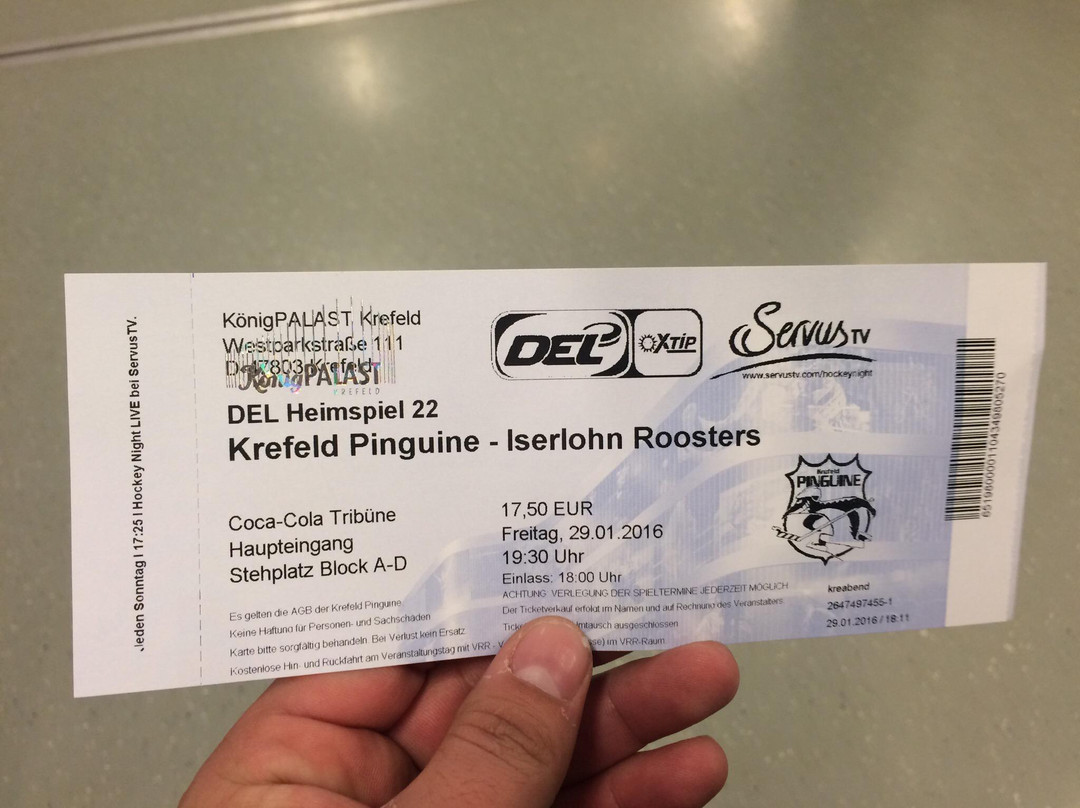 Jeden Sonntag | 17:25 | Hockey Night LIVE bei ServusTV.
KönigPALAST Krefeld
Westparkstraße 111
D-47803 Krefeld
KönigPALAST
KREFELD
DEL
XTiP
ServusTV
www.servustv.com/hockeynight
DEL Heimspiel 22
Krefeld Pinguine - Iserlohn Roosters
Coca-Cola Tribüne
Haupteingang
Stehplatz Block A-D
17,50 EUR
Freitag, 29.01.2016
19:30 Uhr
Einlass: 18:00 Uhr
ACHTUNG: VERLEGUNG DER SPIELTERMINE JEDERZEIT MÖGLICH.
Der Ticketverkauf erfolgt im Namen und auf Rechnung des Veranstalters.
ausgeschlossen
Es gelten die AGB der Krefeld Pinguine.
Keine Haftung für Personen- und Sachschäden
Karte bitte sorgfältig behandeln. Bei Verlust kein Ersatz.
Kostenlose Hin- und Rückfahrt am Veranstaltungstag mit VRR - im VRR-Raum
Krefeld
PINGUINE
kreabend
2647497455-1
29.01.2016 / 18:11
65198000011043498052​70